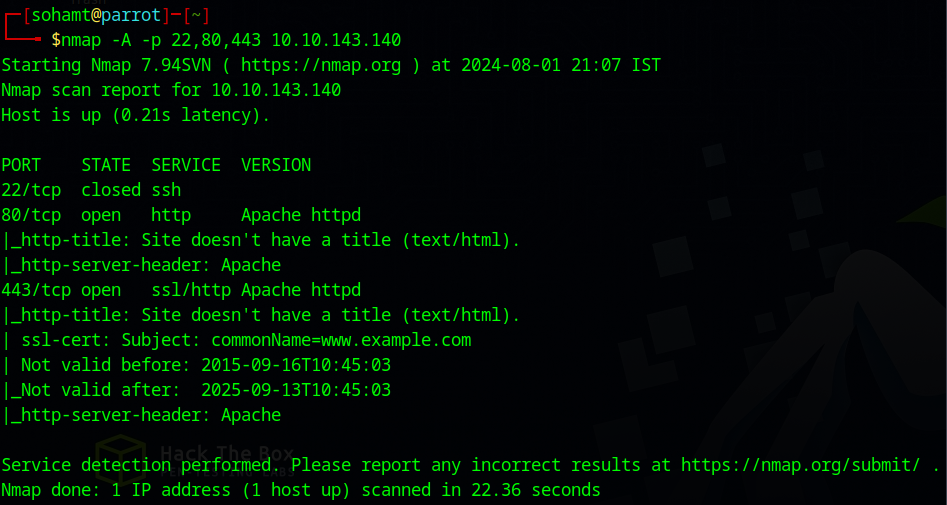 ┌─[sohamt@parrot]─[~]
└──╼ $nmap -A -p 22,80,443 10.10.143.140
Starting Nmap 7.94SVN ( https://nmap.org ) at 2024-08-01 21:07 IST
Nmap scan report for 10.10.143.140
Host is up (0.21s latency).

PORT    STATE  SERVICE  VERSION
22/tcp  closed ssh
80/tcp  open   http     Apache httpd
|_http-title: Site doesn't have a title (text/html).
|_http-server-header: Apache
443/tcp open   ssl/http Apache httpd
|_http-title: Site doesn't have a title (text/html).
| ssl-cert: Subject: commonName=www.example.com
| Not valid before: 2015-09-16T10:45:03
|_Not valid after:  2025-09-13T10:45:03
|_http-server-header: Apache
Hack The Box

Service detection performed. Please report any incorrect results at https://nmap.org/submit/ .
Nmap done: 1 IP address (1 host up) scanned in 22.36 seconds